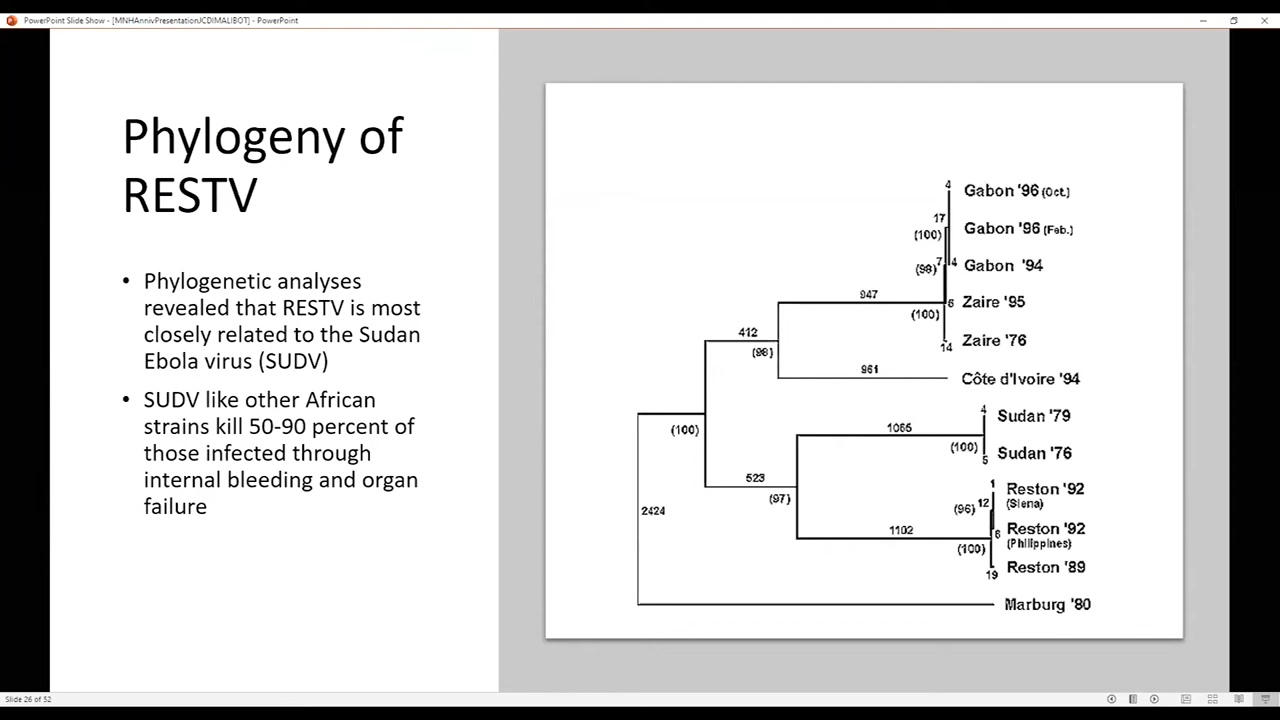 PowerPoint Slide Show - [MNHAnnivPresentationJCDIMALIBOT] - PowerPoint
Phylogeny of
RESTV
• Phylogenetic analyses
revealed that RESTV is most
closely related to the Sudan
Ebola virus (SUDV)
• SUDV like other African
strains kill 50-90 percent of
those infected through
internal bleeding and organ
failure
4
Gabon '96 (Oct.)
17
(100)
Gabon '96 (Feb.)
(98)
7
4
Gabon '94
947
6
Zaire '95
(100)
412
(98)
14
Zaire '76
961
Côte d'Ivoire '94
(100)
4
Sudan '79
1085
(100)
Sudan '76
5
523
(97)
1
Reston '92
(Siena)
12
(96)
2424
6
Reston '92
(Philippines)
1102
(100)
19
Reston '89
Marburg '80
Slide 26 of 52